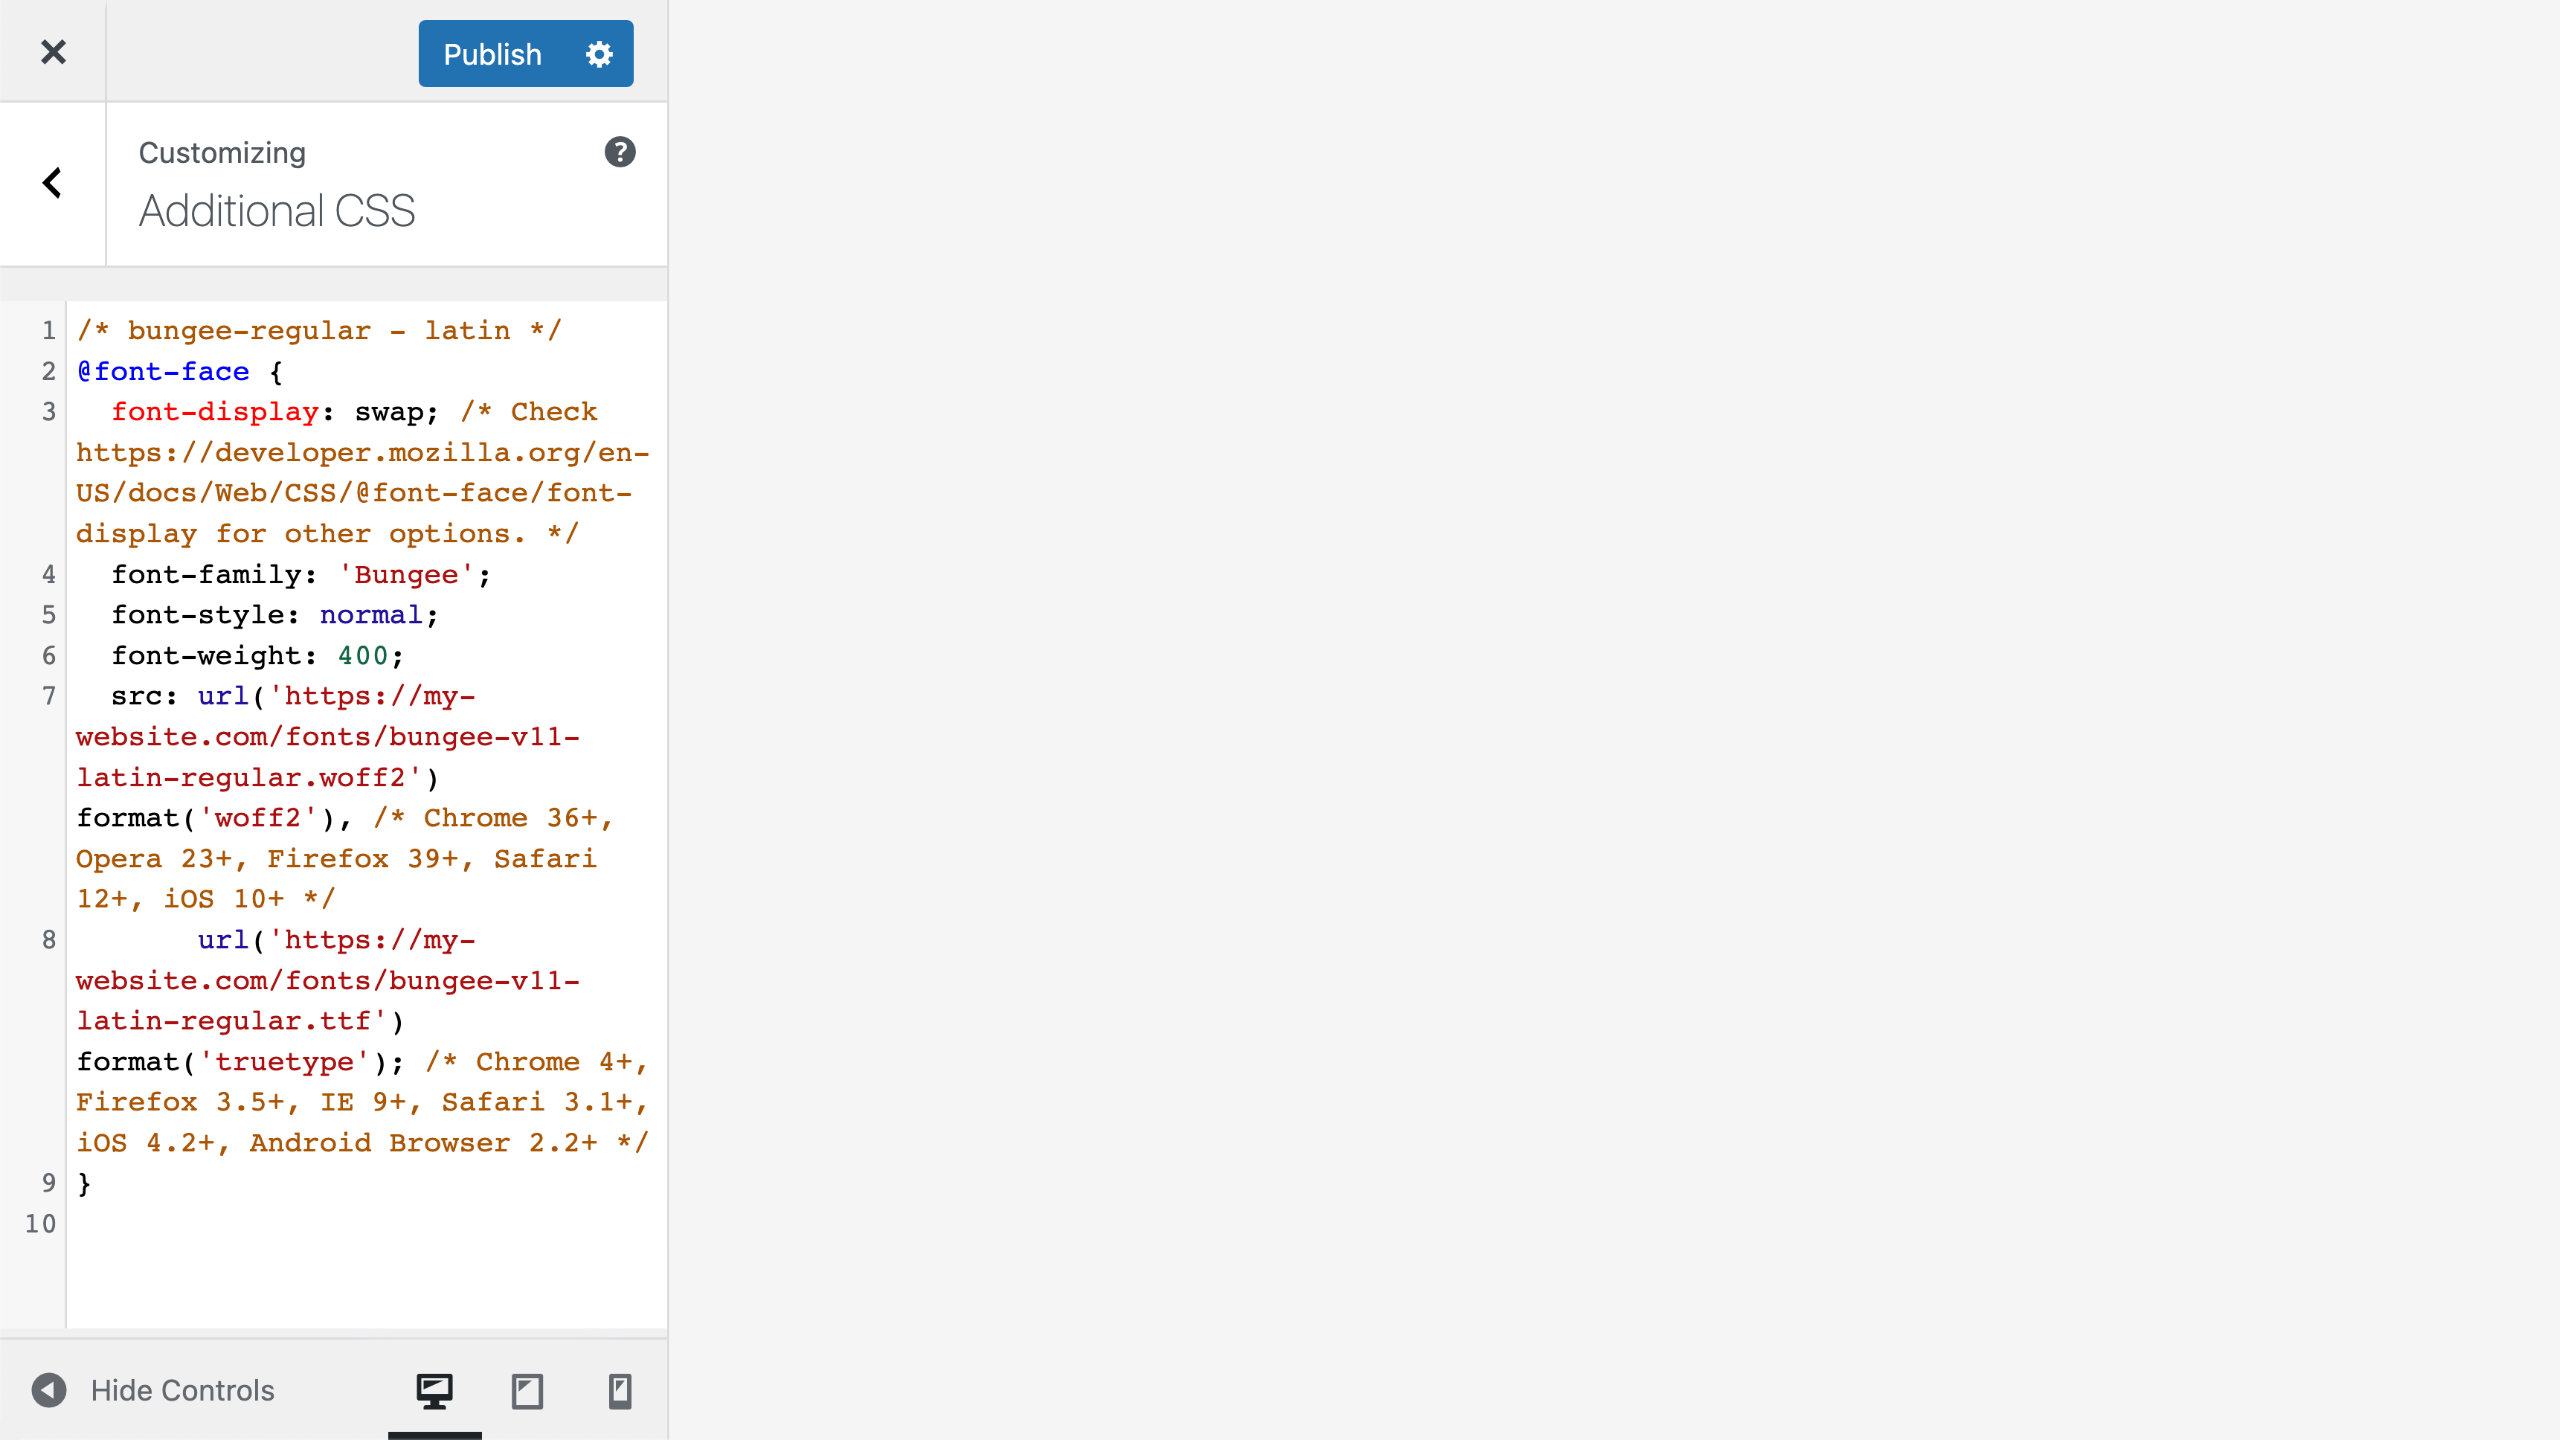 Publish
Customizing
Additional CSS
1 /* bungee-regular - latin */
2 @font-face {
3   font-display: swap; /* Check
https://developer.mozilla.org/en-
US/docs/Web/CSS/@font-face/font-
display for other options. */
4   font-family: 'Bungee';
5   font-style: normal;
6   font-weight: 400;
7   src: url('https://my-
website.com/fonts/bungee-v11-
latin-regular.woff2')
format('woff2'), /* Chrome 36+,
Opera 23+, Firefox 39+, Safari
12+, iOS 10+ */
8        url('https://my-
website.com/fonts/bungee-v11-
latin-regular.ttf')
format('truetype'); /* Chrome 4+,
Firefox 3.5+, IE 9+, Safari 3.1+,
iOS 4.2+, Android Browser 2.2+ */
9 }
10
Hide Controls